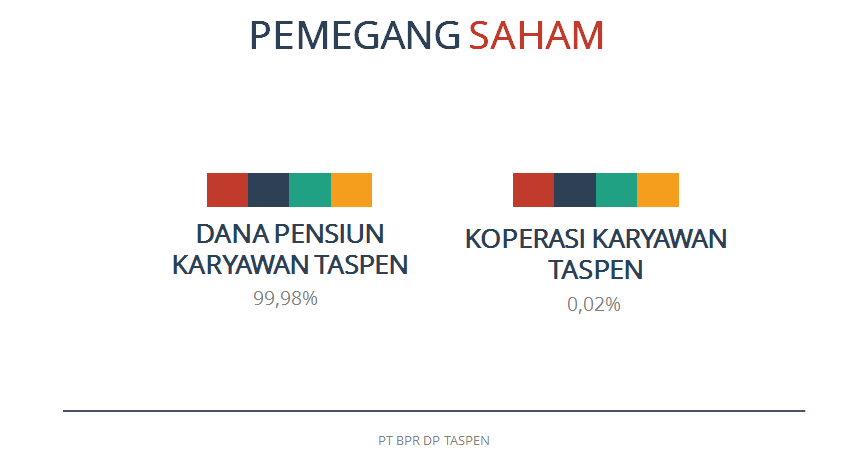 PEMEGANG SAHAM
DANA PENSIUN
KARYAWAN TASPEN
99,98%
KOPERASI KARYAWAN
TASPEN
0,02%
PT BPR DP TASPEN